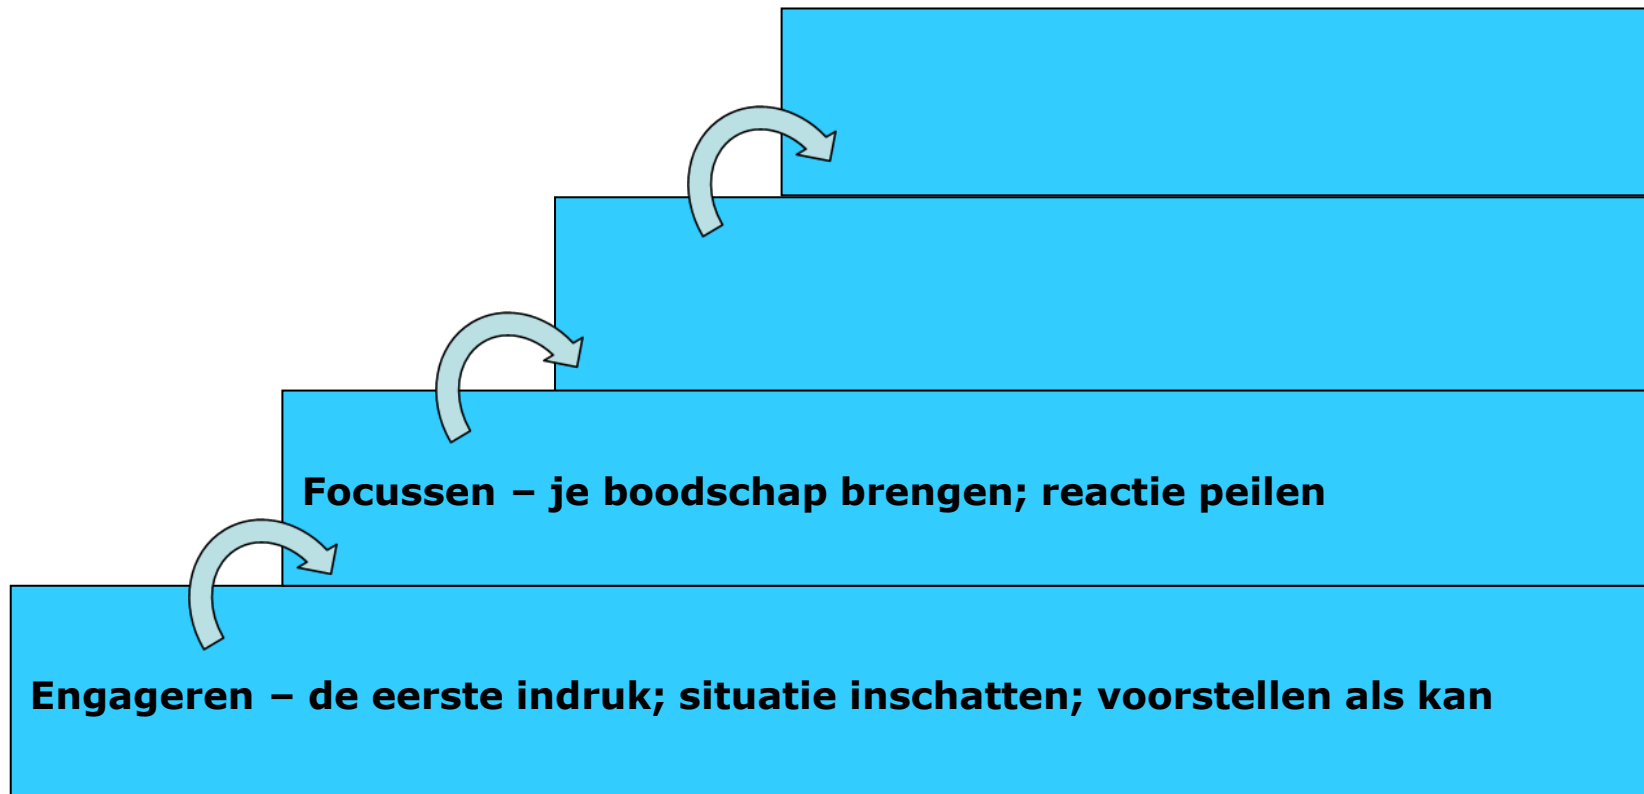 Focussen – je boodschap brengen; reactie peilen
Engageren – de eerste indruk; situatie inschatten; voorstellen als kan